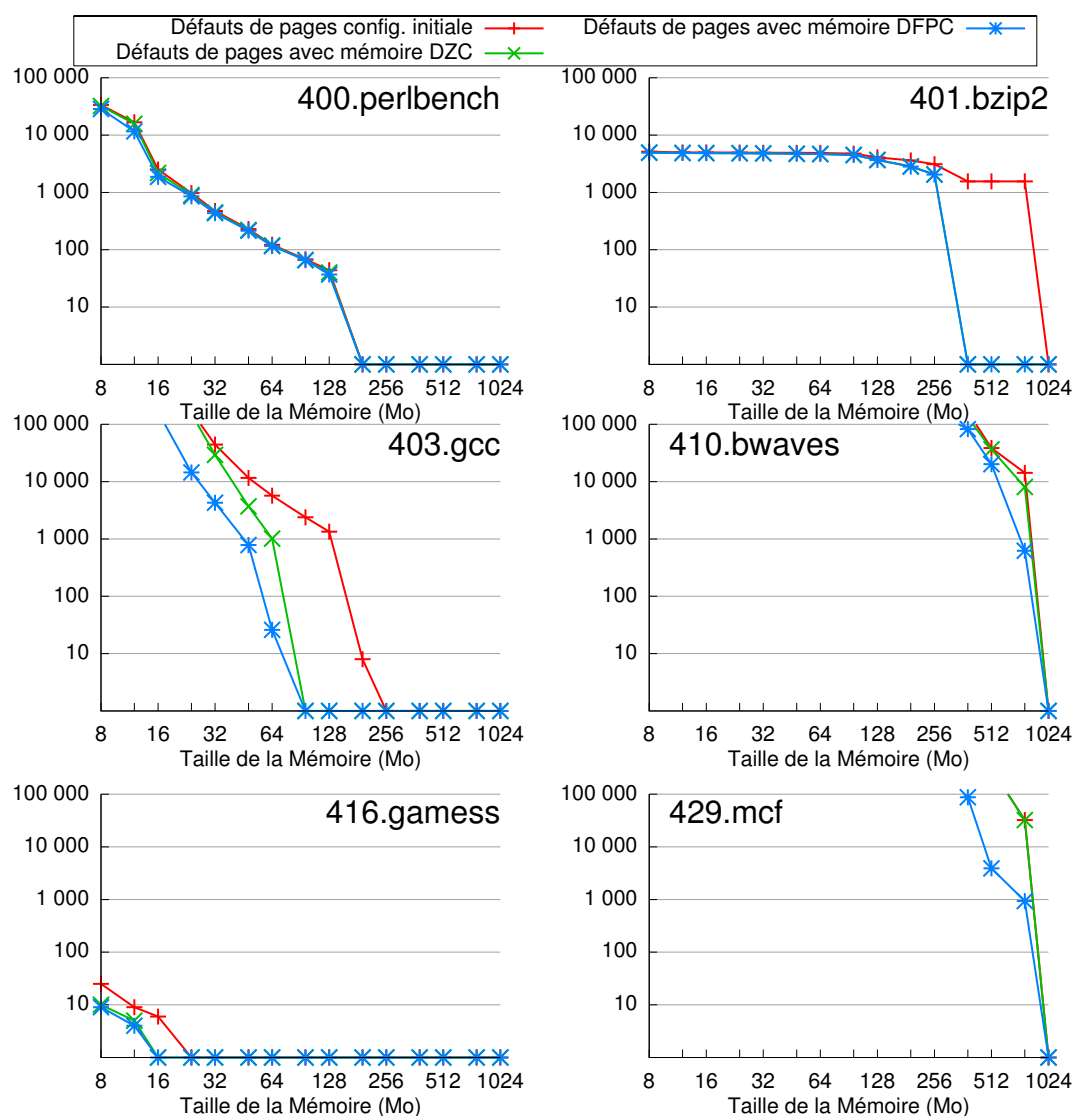 Défauts de pages config. initiale
Défauts de pages avec mémoire DFPC
Défauts de pages avec mémoire DZC
400.perlbench
100 000
10 000
1 000
100
10
8 16 32 64 128 256 512 1024
Taille de la Mémoire (Mo)
401.bzip2
100 000
10 000
1 000
100
10
8 16 32 64 128 256 512 1024
Taille de la Mémoire (Mo)
403.gcc
100 000
10 000
1 000
100
10
8 16 32 64 128 256 512 1024
Taille de la Mémoire (Mo)
410.bwaves
100 000
10 000
1 000
100
10
8 16 32 64 128 256 512 1024
Taille de la Mémoire (Mo)
416.gamess
100 000
10 000
1 000
100
10
8 16 32 64 128 256 512 1024
Taille de la Mémoire (Mo)
429.mcf
100 000
10 000
1 000
100
10
8 16 32 64 128 256 512 1024
Taille de la Mémoire (Mo)